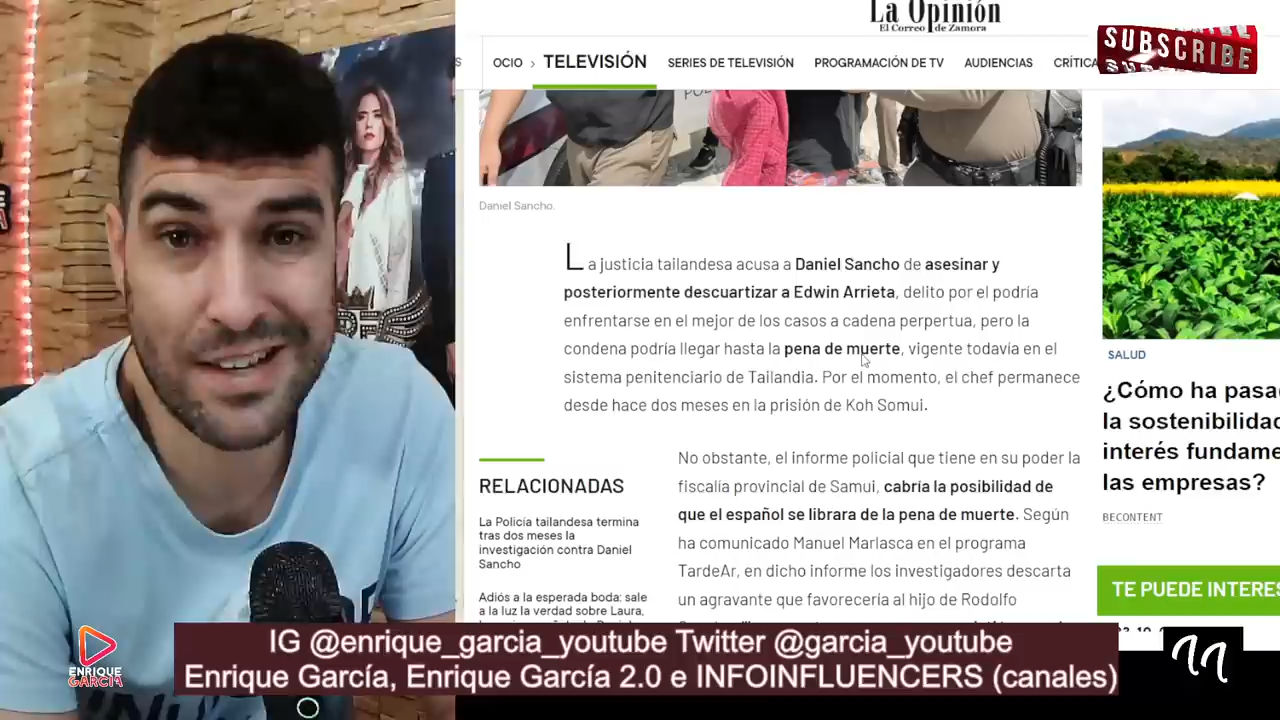 La Opinión
El Correo de Zamora
SUBSCRIBE
OCIO › TELEVISIÓN SERIES DE TELEVISIÓN PROGRAMACIÓN DE TV AUDIENCIAS CRÍTICA
Daniel Sancho.
La justicia tailandesa acusa a Daniel Sancho de asesinar y
posteriormente descuartizar a Edwin Arrieta, delito por el podría
enfrentarse en el mejor de los casos a cadena perpertua, pero la
condena podría llegar hasta la pena de muerte, vigente todavía en el
sistema penitenciario de Tailandia. Por el momento, el chef permanece
desde hace dos meses en la prisión de Koh Somui.
No obstante, el informe policial que tiene en su poder la
fiscalía provincial de Samui, cabría la posibilidad de
que el español se librara de la pena de muerte. Según
ha comunicado Manuel Marlasca en el programa
TardeAr, en dicho informe los investigadores descarta
un agravante que favorecería al hijo de Rodolfo
RELACIONADAS
La Policía tailandesa termina
tras dos meses la
investigación contra Daniel
Sancho
Adiós a la esperada boda: sale
a la luz la verdad sobre Laura,
SALUD
¿Cómo ha pasa
la sostenibilidad
interés fundame
las empresas?
BECONTENT
TE PUEDE INTERES
IG @enrique_garcia_youtube Twitter @garcia_youtube
Enrique García, Enrique García 2.0 e INFOINFLUENCERS (canales)
ENRIQUE
GARCÍA